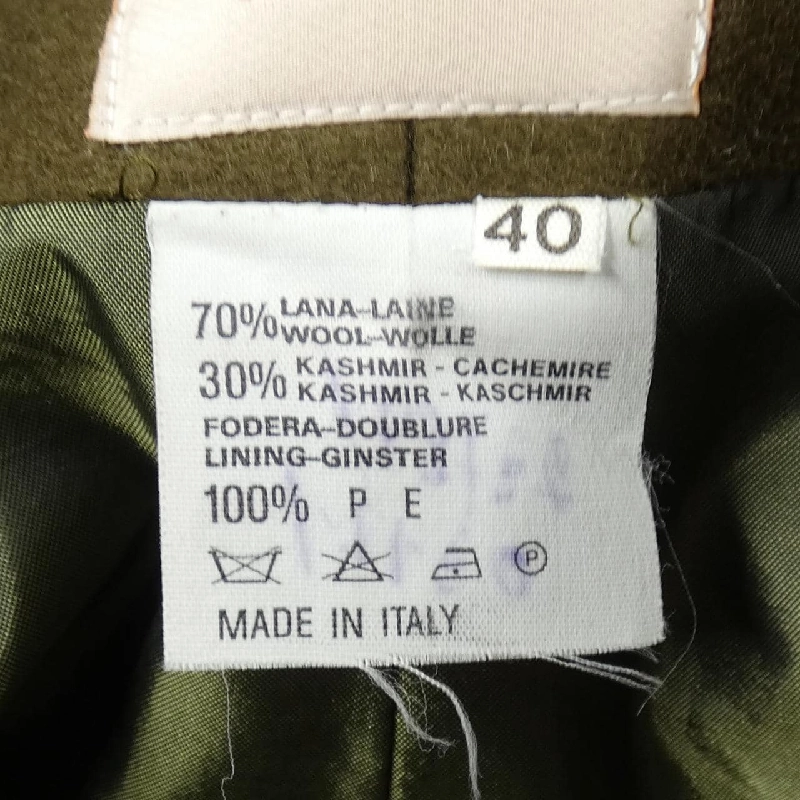 40
70% LANA-LAINE
WOOL-WOLLE
30% KASHMIR - CACHEMIRE
KASHMIR - KASCHMIR
FODERA-DOUBLURE
LINING-GINSTER
100% P E
P
MADE IN ITALY